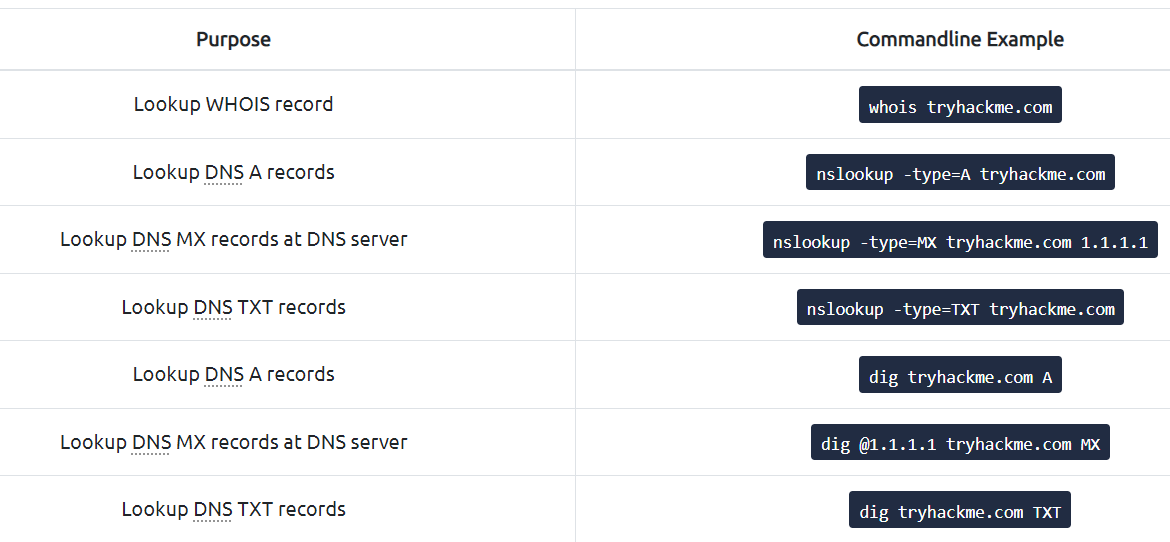 Purpose Commandline Example
Lookup WHOIS record whois tryhackme.com
Lookup DNS A records nslookup -type=A tryhackme.com
Lookup DNS MX records at DNS server nslookup -type=MX tryhackme.com 1.1.1.1
Lookup DNS TXT records nslookup -type=TXT tryhackme.com
Lookup DNS A records dig tryhackme.com A
Lookup DNS MX records at DNS server dig @1.1.1.1 tryhackme.com MX
Lookup DNS TXT records dig tryhackme.com TXT